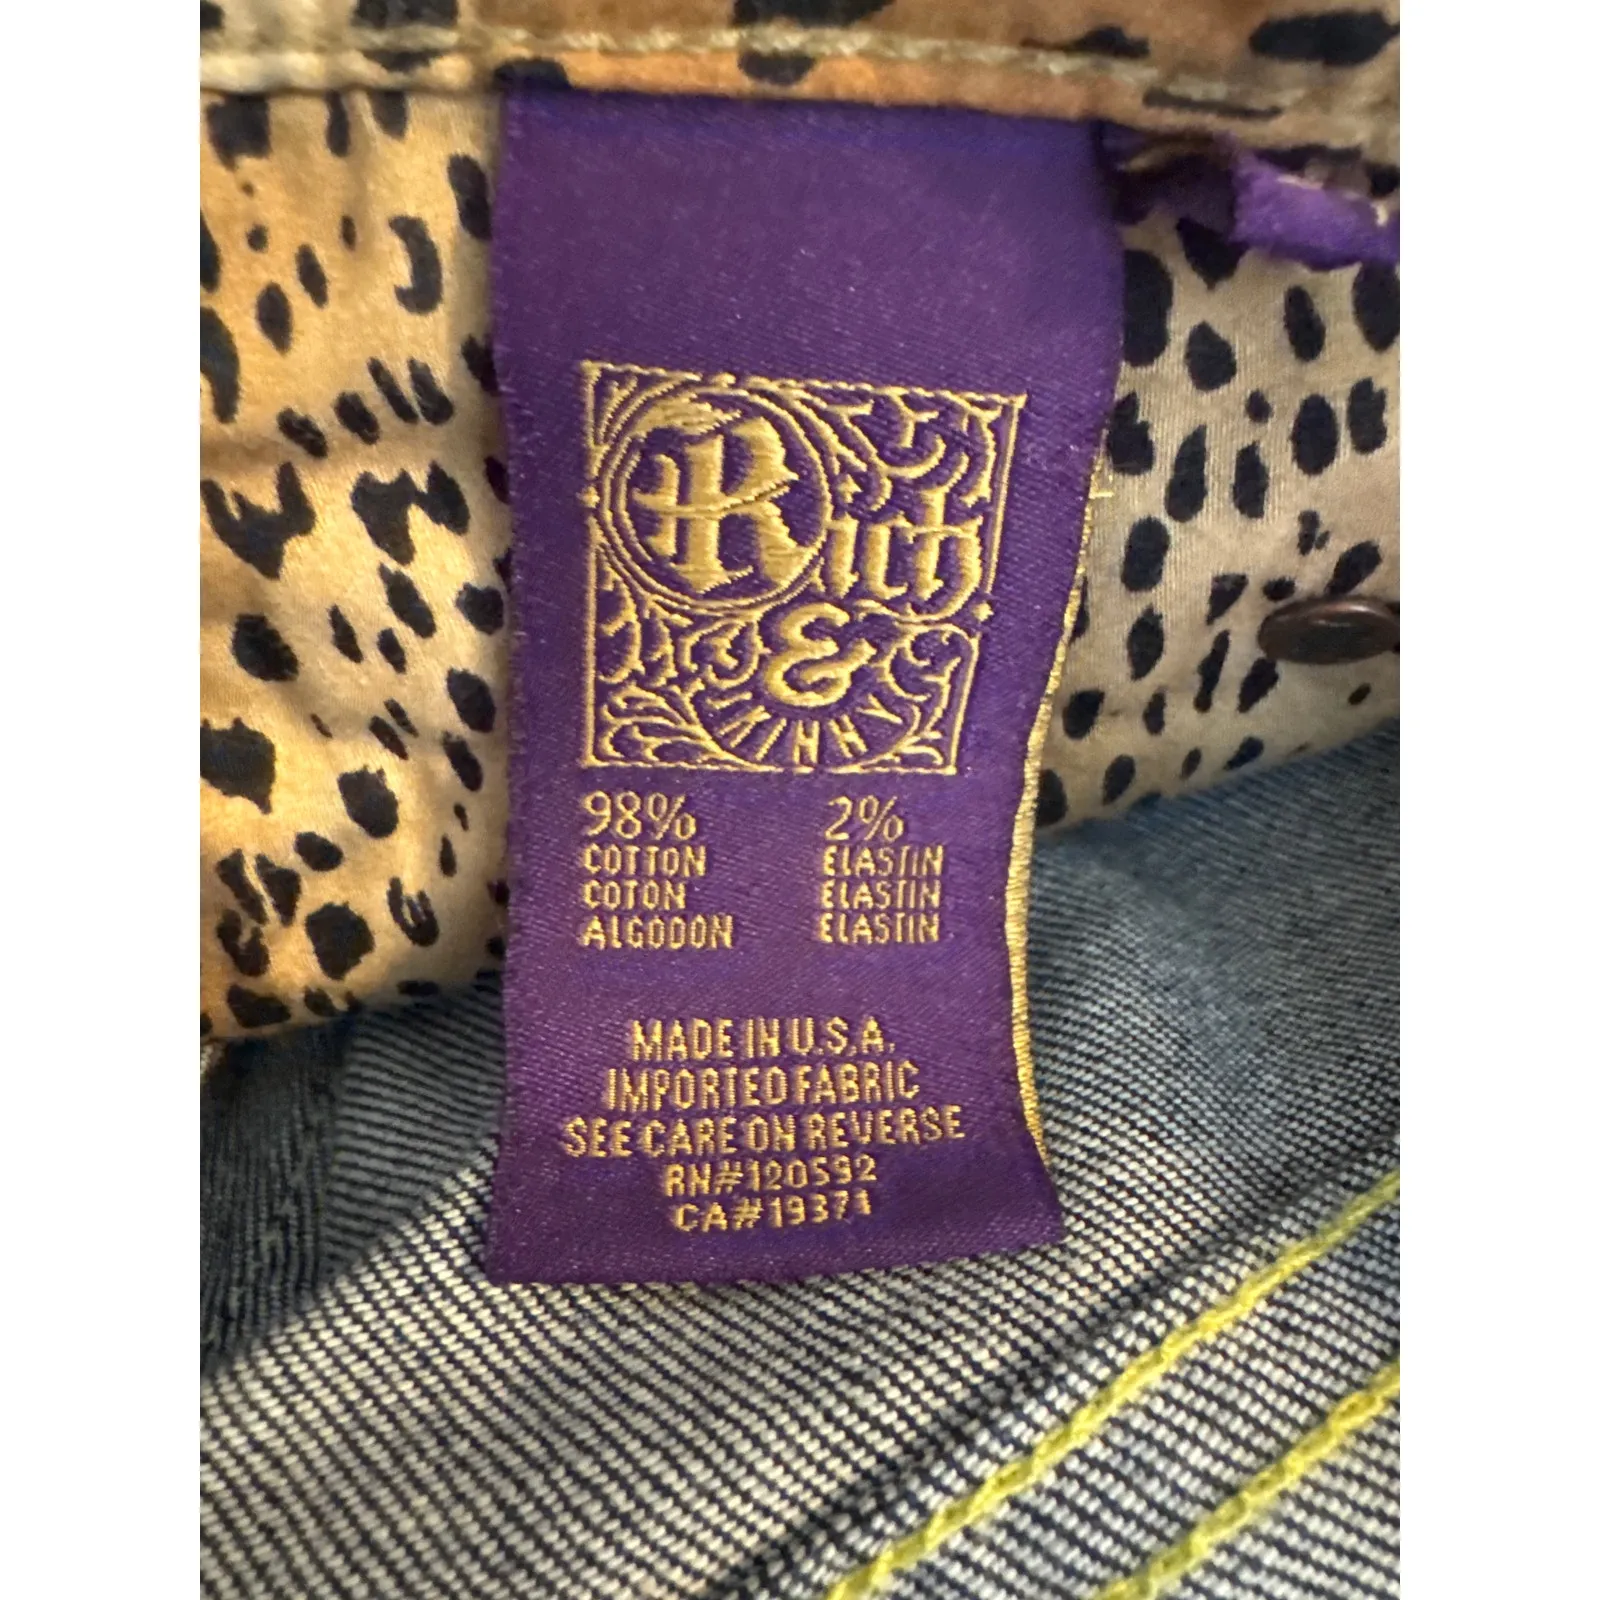 Rich
&
SKINNY
98% 2%
COTTON ELASTIN
COTON ELASTIN
ALGODON ELASTIN
MADE IN U.S.A.
IMPORTED FABRIC
SEE CARE ON REVERSE
RN#120592
CA#19371